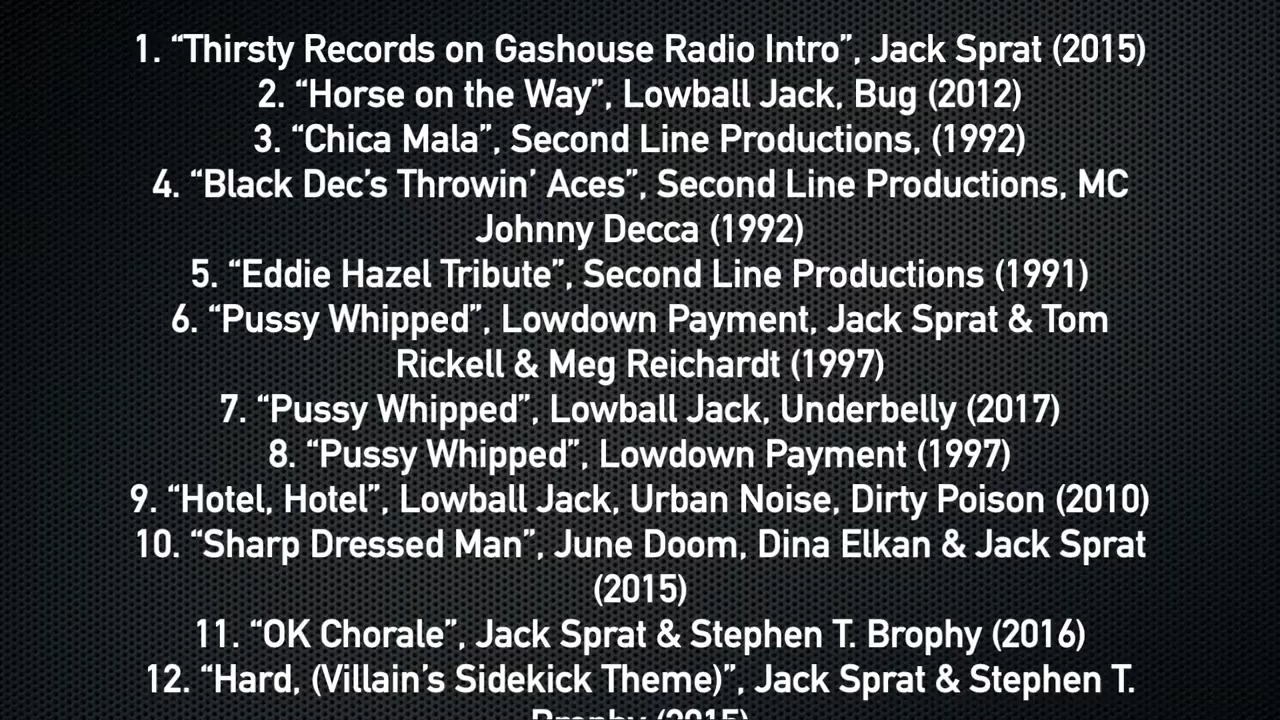 1. “Thirsty Records on Gashouse Radio Intro”, Jack Sprat (2015)
2. “Horse on the Way”, Lowball Jack, Bug (2012)
3. “Chica Mala”, Second Line Productions, (1992)
4. “Black Dec’s Throwin’ Aces”, Second Line Productions, MC
Johnny Decca (1992)
5. “Eddie Hazel Tribute”, Second Line Productions (1991)
6. “Pussy Whipped”, Lowdown Payment, Jack Sprat & Tom
Rickell & Meg Reichardt (1997)
7. “Pussy Whipped”, Lowball Jack, Underbelly (2017)
8. “Pussy Whipped”, Lowdown Payment (1997)
9. “Hotel, Hotel”, Lowball Jack, Urban Noise, Dirty Poison (2010)
10. “Sharp Dressed Man”, June Doom, Dina Elkan & Jack Sprat
(2015)
11. “OK Chorale”, Jack Sprat & Stephen T. Brophy (2016)
12. “Hard, (Villain’s Sidekick Theme)”, Jack Sprat & Stephen T.
Brophy (2015)